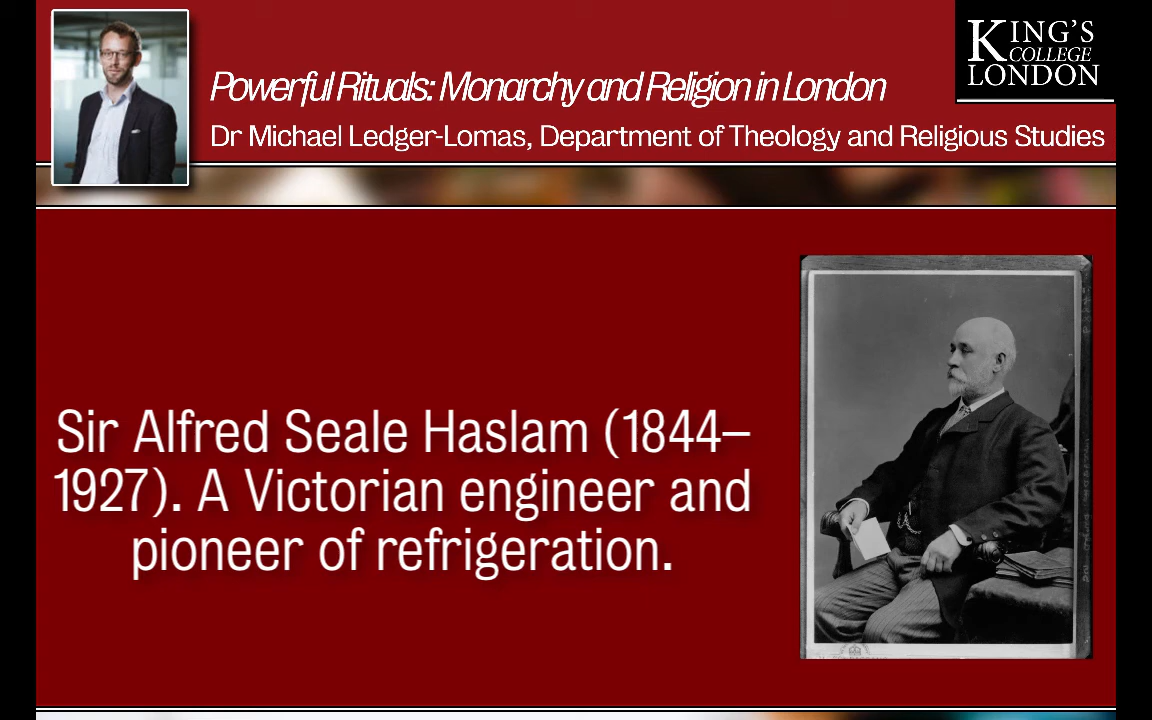 Powerful Rituals: Monarchy and Religion in London
Dr Michael Ledger-Lomas, Department of Theology and Religious Studies
KING'S
COLLEGE
LONDON
Sir Alfred Seale Haslam (1844–
1927). A Victorian engineer and
pioneer of refrigeration.